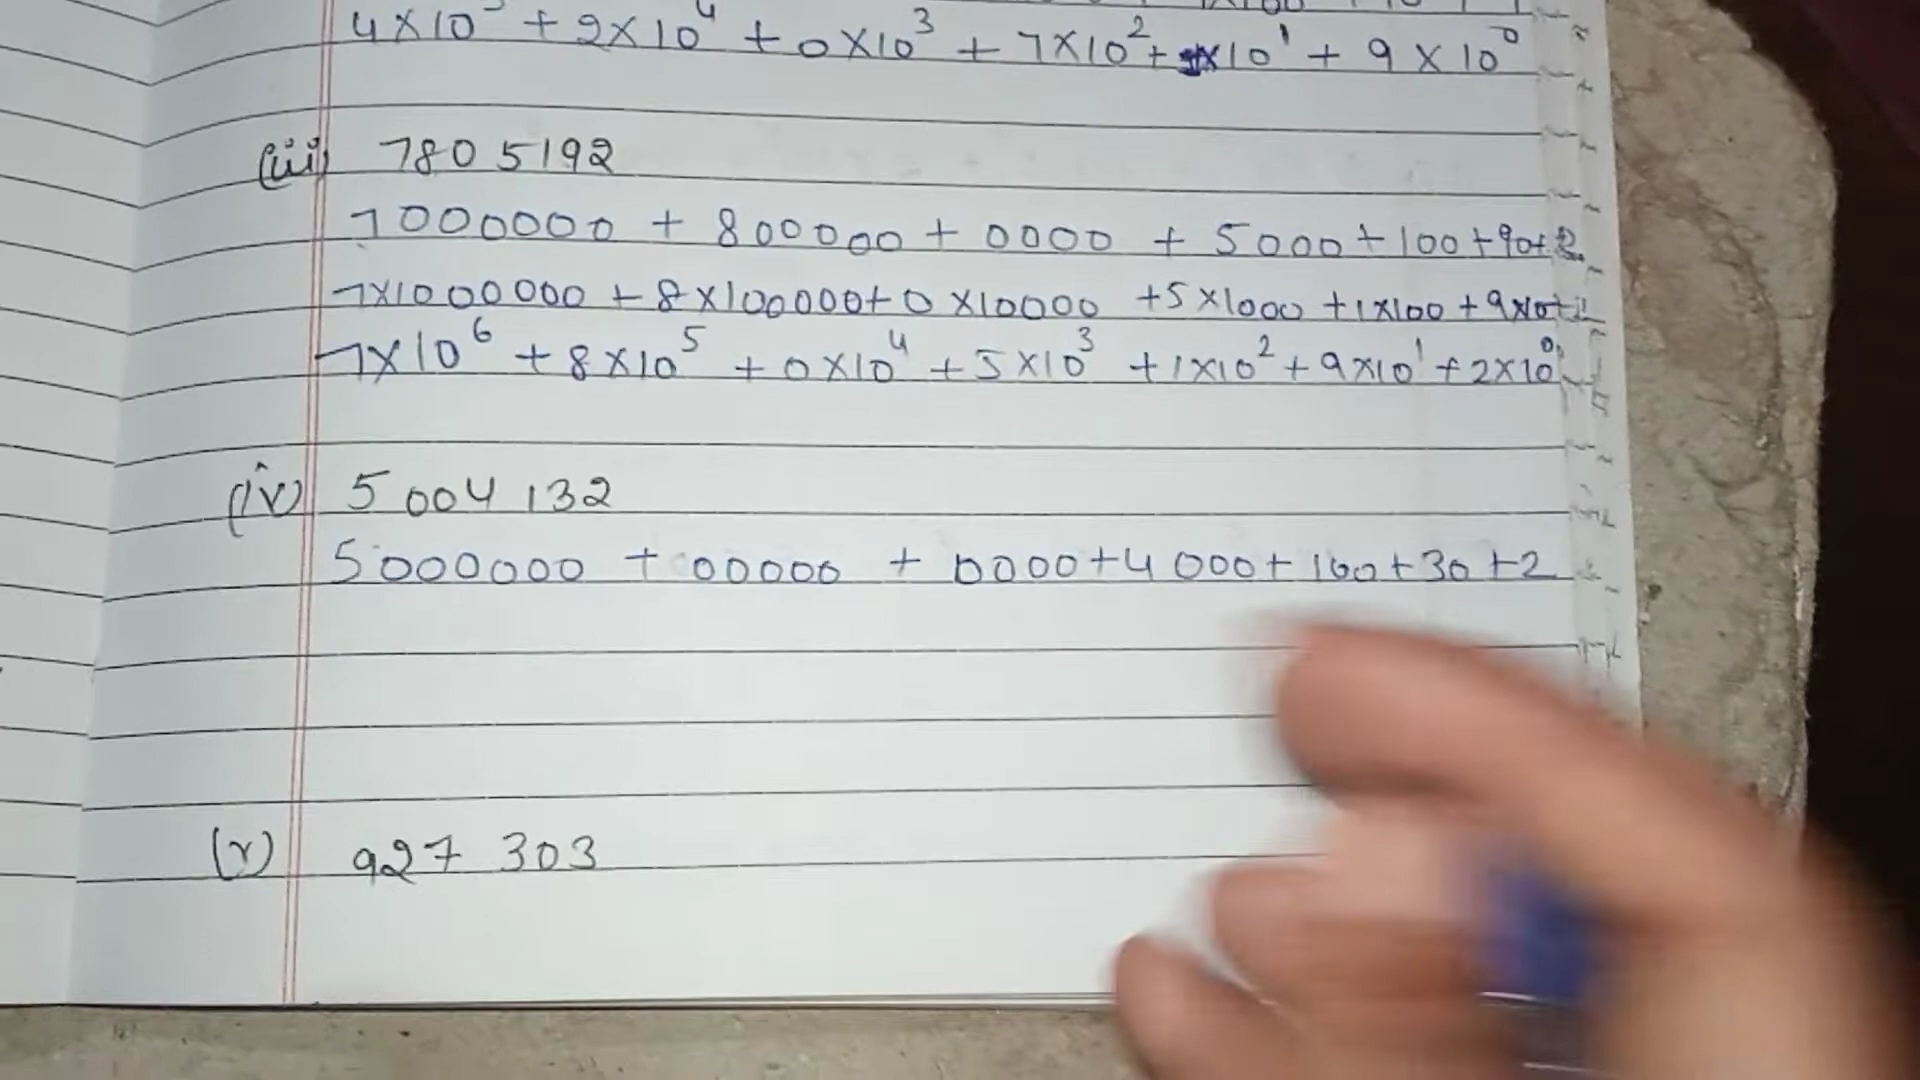 4×10⁵ + 2×10⁴ + 0×10³ + 7×10² + ×10¹ + 9×10⁰
(iii) 7805192
7000000 + 800000 + 0000 + 5000 + 100 + 90 + 2
7×1000000 + 8×100000 + 0×10000 + 5×1000 + 1×100 + 9×10 +
7×10⁶ + 8×10⁵ + 0×10⁴ + 5×10³ + 1×10² + 9×10¹ + 2×10⁰
(iv) 5004132
5000000 + 00000 + 0000 + 4000 + 100 + 30 + 2
(v) 927303